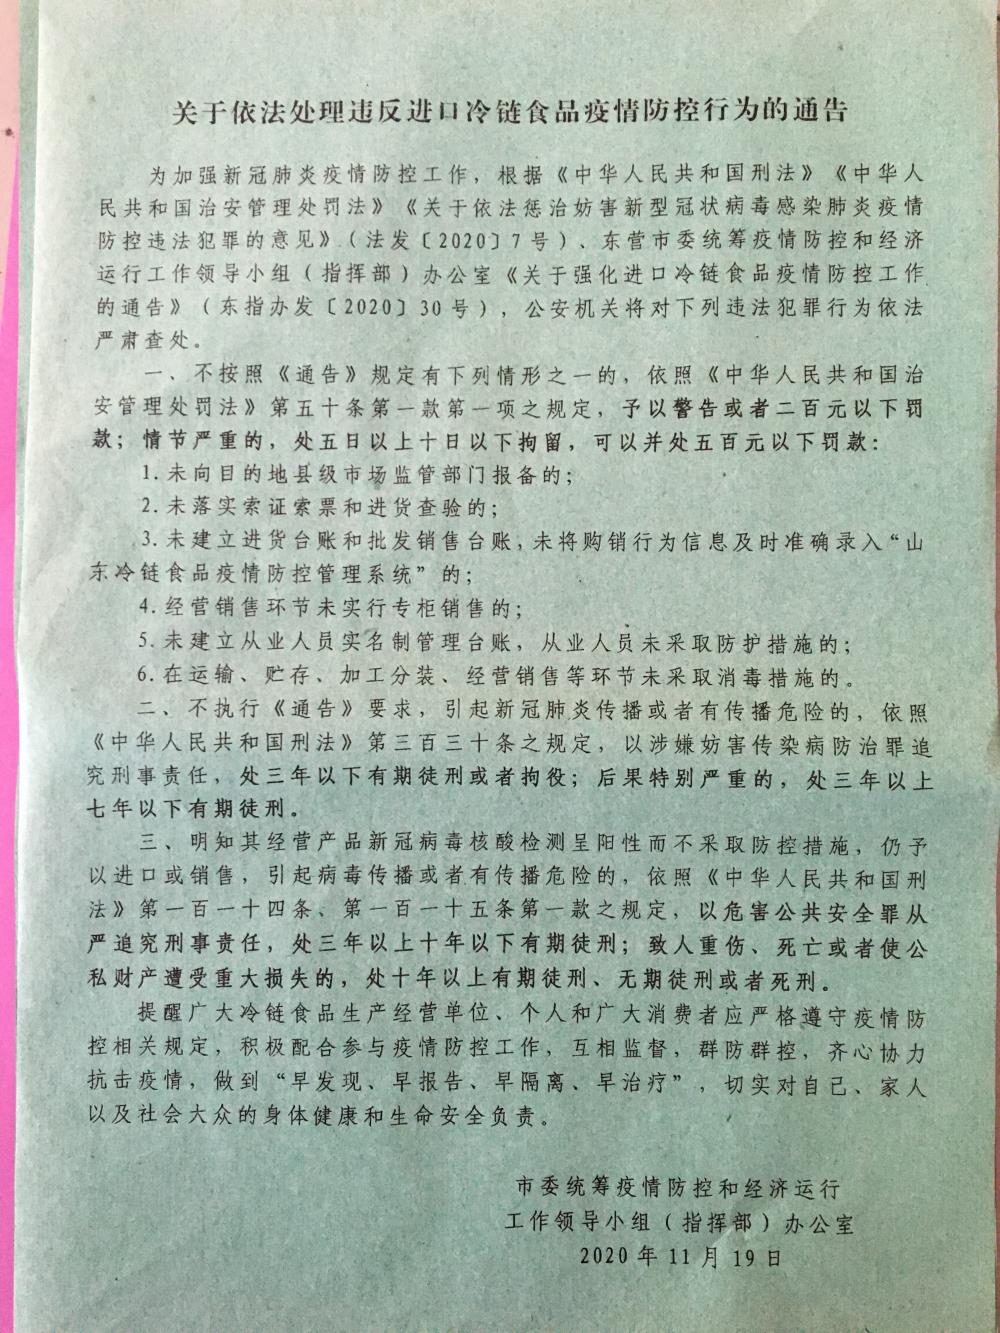 关于依法处理违反进口冷链食品疫情防控行为的通告
为加强新冠肺炎疫情防控工作，根据《中华人民共和国刑法》《中华人
民共和国治安管理处罚法》《关于依法惩治妨害新型冠状病毒感染肺炎疫情
防控违法犯罪的意见》（法发〔2020〕7号）、东营市委统筹疫情防控和经济
运行工作领导小组（指挥部）办公室《关于强化进口冷链食品疫情防控工作
的通告》（东指办发〔2020〕30号），公安机关将对下列违法犯罪行为依法
严肃查处。
一、不按照《通告》规定有下列情形之一的，依照《中华人民共和国治
安管理处罚法》第五十条第一款第一项之规定，予以警告或者二百元以下罚
款；情节严重的，处五日以上十日以下拘留，可以并处五百元以下罚款：
1.未向目的地县级市场监管部门报备的；
2.未落实索证索票和进货查验的；
3.未建立进货台账和批发销售台账，未将购销行为信息及时准确录入“山
东冷链食品疫情防控管理系统”的；
4.经营销售环节未实行专柜销售的；
5.未建立从业人员实名制管理台账，从业人员未采取防护措施的；
6.在运输、贮存、加工分装、经营销售等环节未采取消毒措施的。
二、不执行《通告》要求，引起新冠肺炎传播或者有传播危险的，依照
《中华人民共和国刑法》第三百三十条之规定，以涉嫌妨害传染病防治罪追
究刑事责任，处三年以下有期徒刑或者拘役；后果特别严重的，处三年以上
七年以下有期徒刑。
三、明知其经营产品新冠病毒核酸检测呈阳性而不采取防控措施，仍予
以进口或销售，引起病毒传播或者有传播危险的，依照《中华人民共和国刑
法》第一百一十四条、第一百一十五条第一款之规定，以危害公共安全罪从
严追究刑事责任，处三年以上十年以下有期徒刑；致人重伤、死亡或者使公
私财产遭受重大损失的，处十年以上有期徒刑、无期徒刑或者死刑。
提醒广大冷链食品生产经营单位、个人和广大消费者应严格遵守疫情防
控相关规定，积极配合参与疫情防控工作，互相监督，群防群控，齐心协力
抗击疫情，做到“早发现、早报告、早隔离、早治疗”，切实对自己、家人
以及社会大众的身体健康和生命安全负责。
市委统筹疫情防控和经济运行
工作领导小组（指挥部）办公室
2020年11月19日